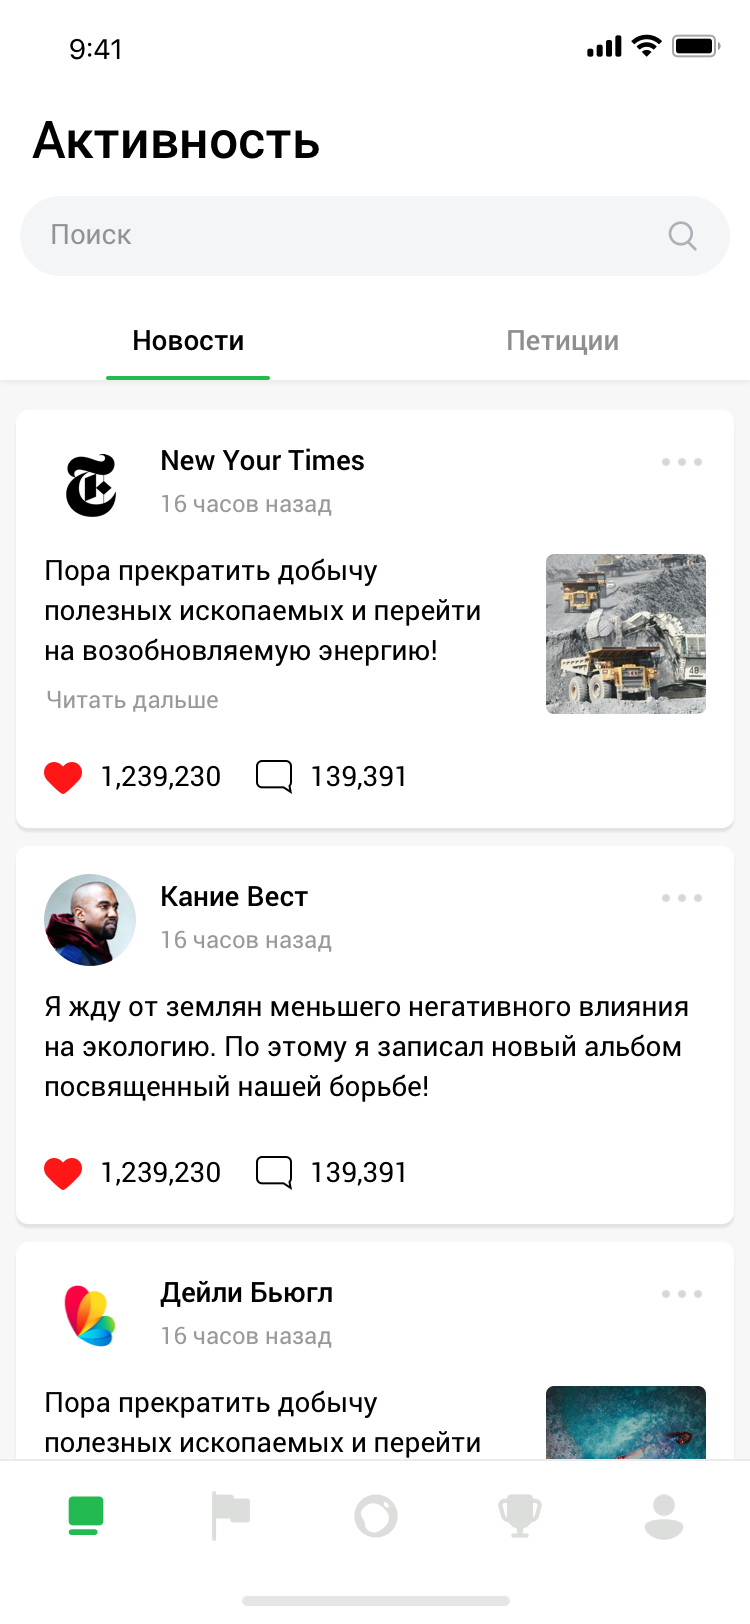 9:41
Активность
Поиск
Новости
Петиции
New Your Times
16 часов назад
Пора прекратить добычу
полезных ископаемых и перейти
на возобновляемую энергию!
Читать дальше
48
1,239,230
139,391
Кание Вест
16 часов назад
Я жду от землян меньшего негативного влияния
на экологию. По этому я записал новый альбом
посвященный нашей борьбе!
1,239,230
139,391
Дейли Бьюгл
16 часов назад
Пора прекратить добычу
полезных ископаемых и перейти